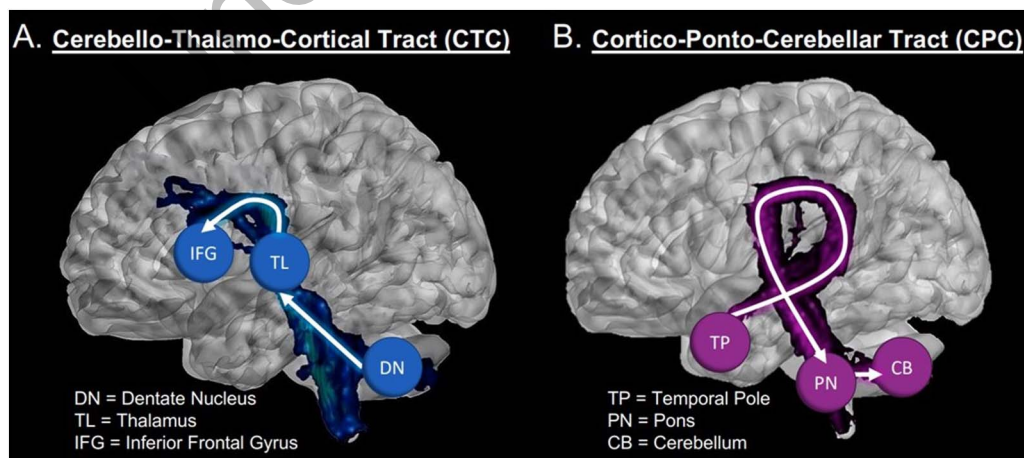 A. Cerebello-Thalamo-Cortical Tract (CTC)
IFG
TL
DN
DN = Dentate Nucleus
TL = Thalamus
IFG = Inferior Frontal Gyrus
B. Cortico-Ponto-Cerebellar Tract (CPC)
TP
PN
CB
TP = Temporal Pole
PN = Pons
CB = Cerebellum